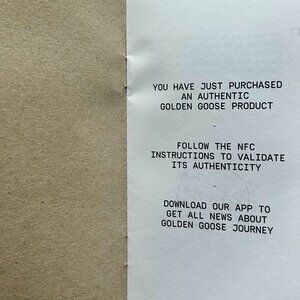 YOU HAVE JUST PURCHASED
AN AUTHENTIC
GOLDEN GOOSE PRODUCT
-
FOLLOW THE NFC
INSTRUCTIONS TO VALIDATE
ITS AUTHENTICITY
-
DOWNLOAD OUR APP TO
GET ALL NEWS ABOUT
GOLDEN GOOSE JOURNEY